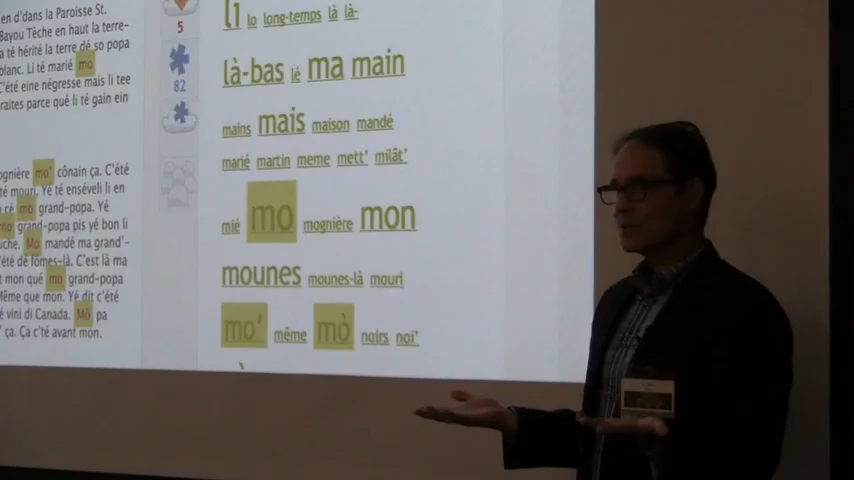 en d'dans la Paroisse St.
Bayou Têche en haut la terre-
a té hérité la terre dé so popa
blanc. Li té marié mo
C'été eine négresse mais li tee
raites parce qué li té gain ein
mognière mo' cônain ça. C'été
té mouri. Yé té enséveli li en
mo grand-popa. Yé
mo grand-popa pis yé bon li
uche. Mo mandé ma grand'-
'été de fômes-là. C'est là ma
t mon qué mo grand-popa
Même que mon. Yé dit c'été
é vini di Canada. Mò pa
' ça. Ça c'té avant mon.
5
82
li lo long-temps là là-
là-bas lé ma main
mains mais maison mandé
marié martin meme mett' milât'
mié mo mognière mon
mounes mounes-là mouri
mo' même mò noirs noi'